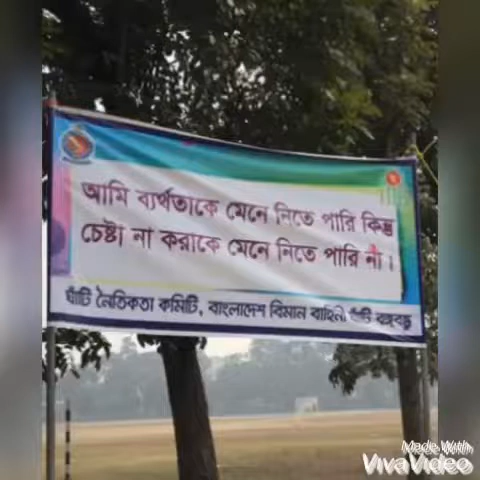 আমি ব্যর্থতাকে মেনে নিতে পারি কিন্তু
চেষ্টা না করাকে মেনে নিতে পারি না।
ঘাঁটি নৈতিকতা কমিটি, বাংলাদেশ বিমান বাহিনী ঘাঁটি বঙ্গবন্ধু
Made With
VivaVideo